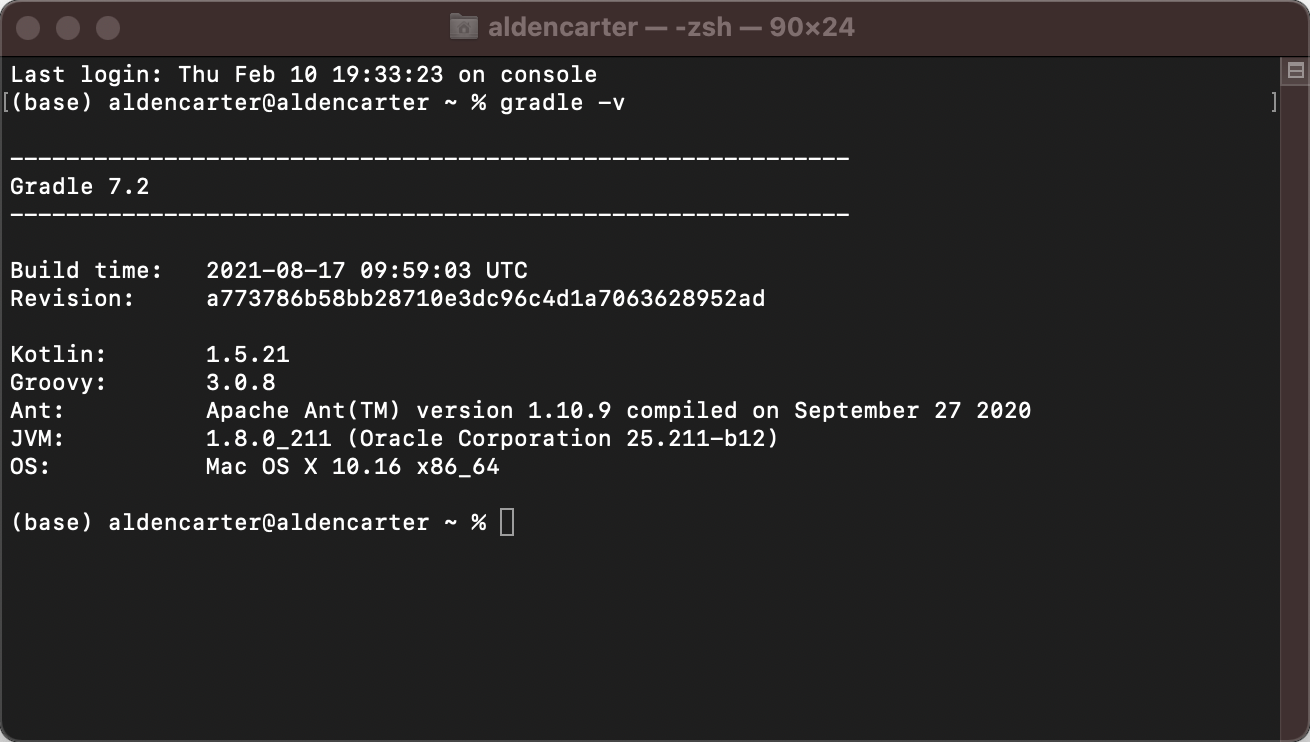 aldencarter — -zsh — 90×24
Last login: Thu Feb 10 19:33:23 on console
[(base) aldencarter@aldencarter ~ % gradle -v ]
------------------------------------------------------------
Gradle 7.2
------------------------------------------------------------
Build time:   2021-08-17 09:59:03 UTC
Revision:     a773786b58bb28710e3dc96c4d1a7063628952ad
Kotlin:       1.5.21
Groovy:       3.0.8
Ant:          Apache Ant(TM) version 1.10.9 compiled on September 27 2020
JVM:          1.8.0_211 (Oracle Corporation 25.211-b12)
OS:           Mac OS X 10.16 x86_64
(base) aldencarter@aldencarter ~ %